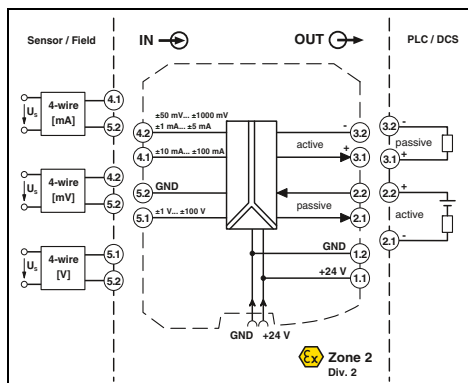 Sensor / Field
IN
OUT
PLC / DCS
Us
4-wire
[mA]
4.1
5.2
Us
4-wire
[mV]
4.2
5.2
Us
4-wire
[V]
5.1
5.2
±50 mV... ±1000 mV
±1 mA... ±5 mA
4.2
±10 mA... ±100 mA
4.1
GND
5.2
±1 V... ±100 V
5.1
-
3.2
active
+
3.1
2.2
passive
2.1
GND
1.2
+24 V
1.1
GND +24 V
3.2 -
passive
3.1 +
2.2 +
active
2.1 -
Ex Zone 2
Div. 2